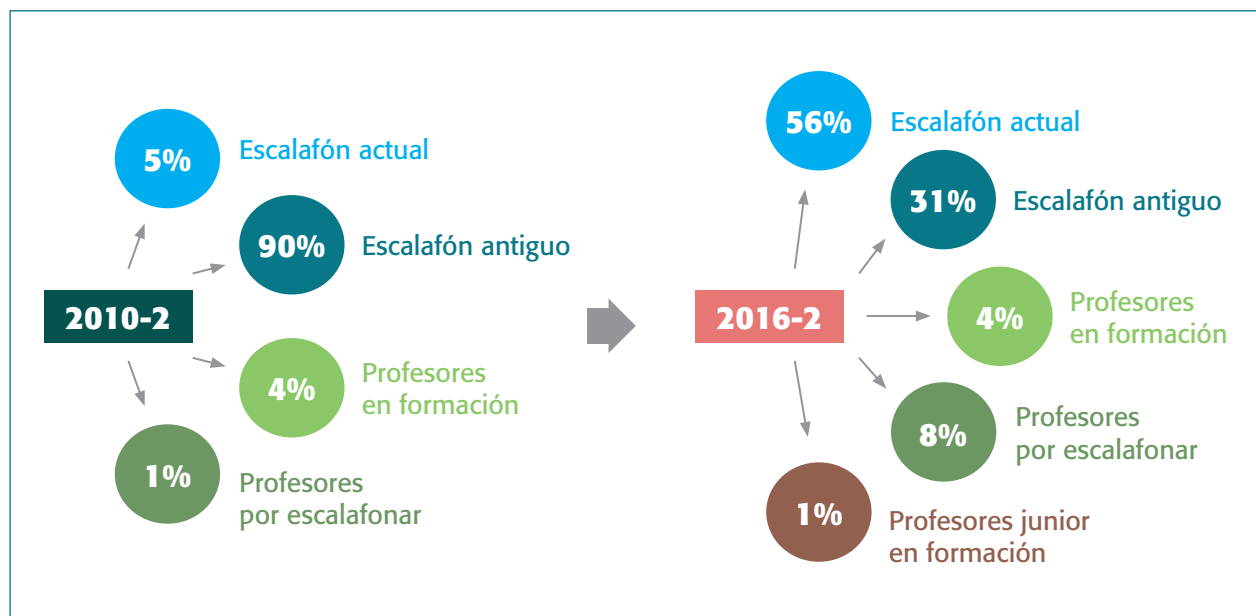 2010-2
5%
Escalafón actual
90%
Escalafón antiguo
4%
Profesores
en formación
1%
Profesores
por escalafonar
2016-2
56%
Escalafón actual
31%
Escalafón antiguo
4%
Profesores
en formación
8%
Profesores
por escalafonar
1%
Profesores junior
en formación